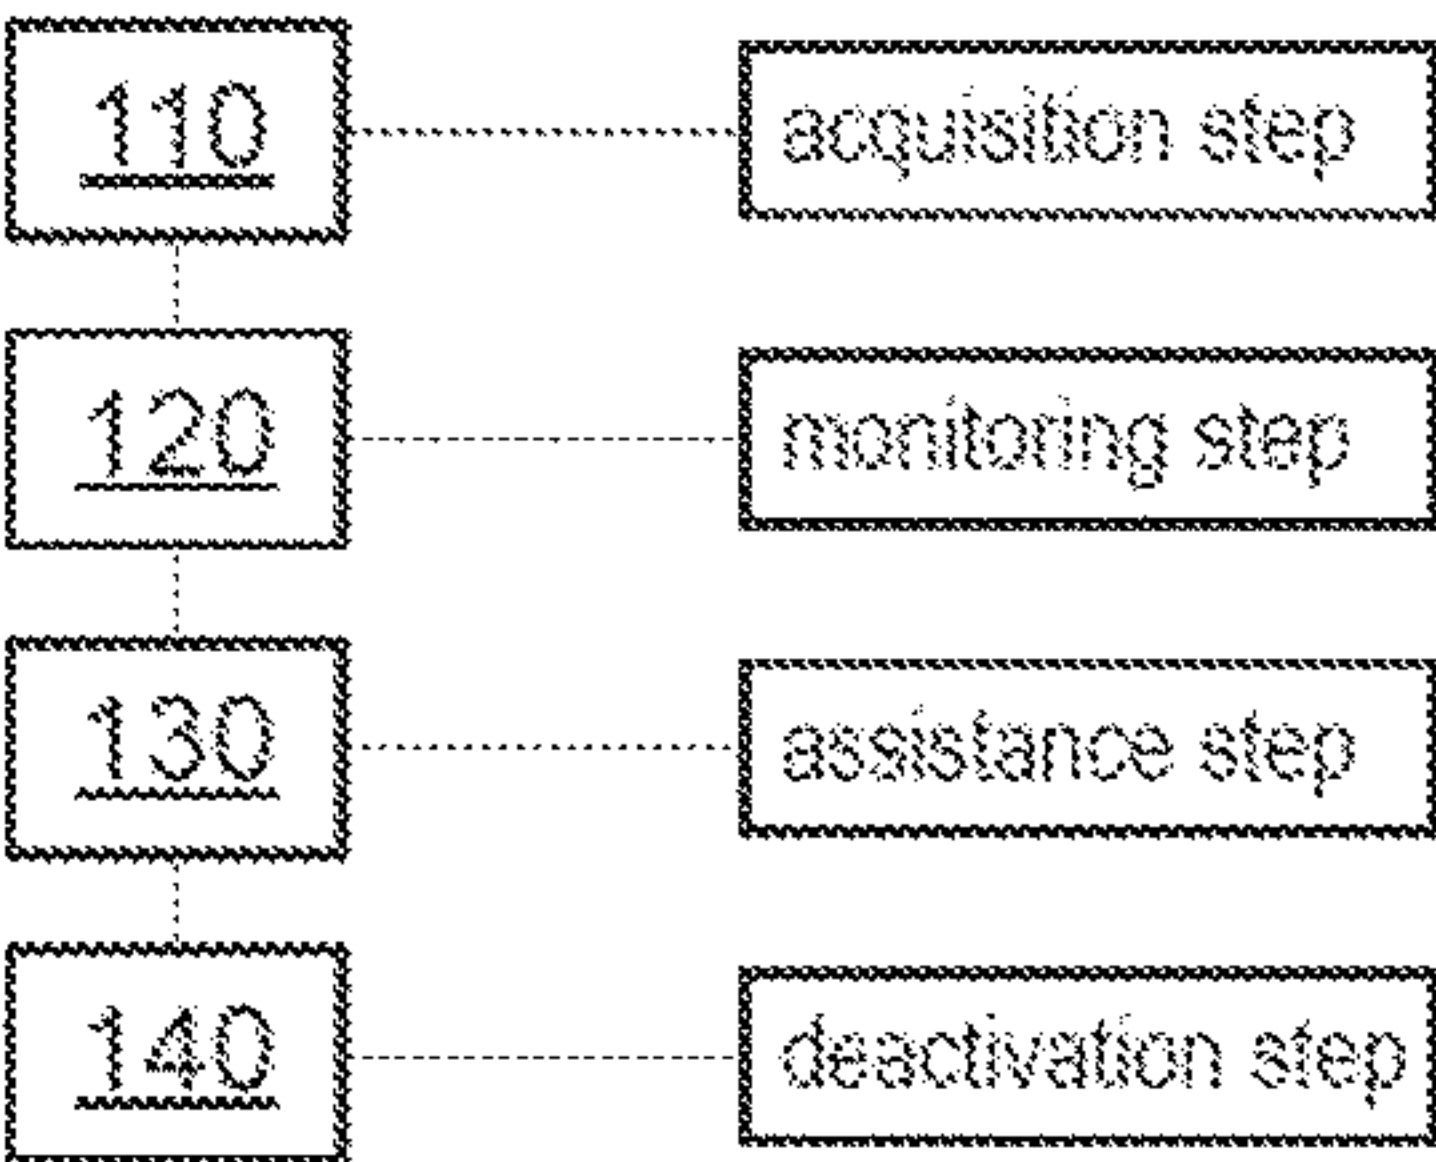 110 acquisition step
120 monitoring step
130 assistance step
140 deactivation step